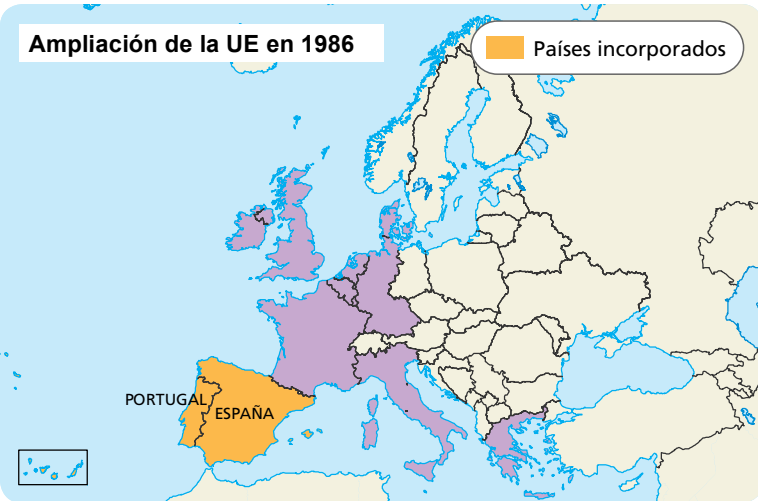 Ampliación de la UE en 1986
Países incorporados
PORTUGAL
ESPAÑA